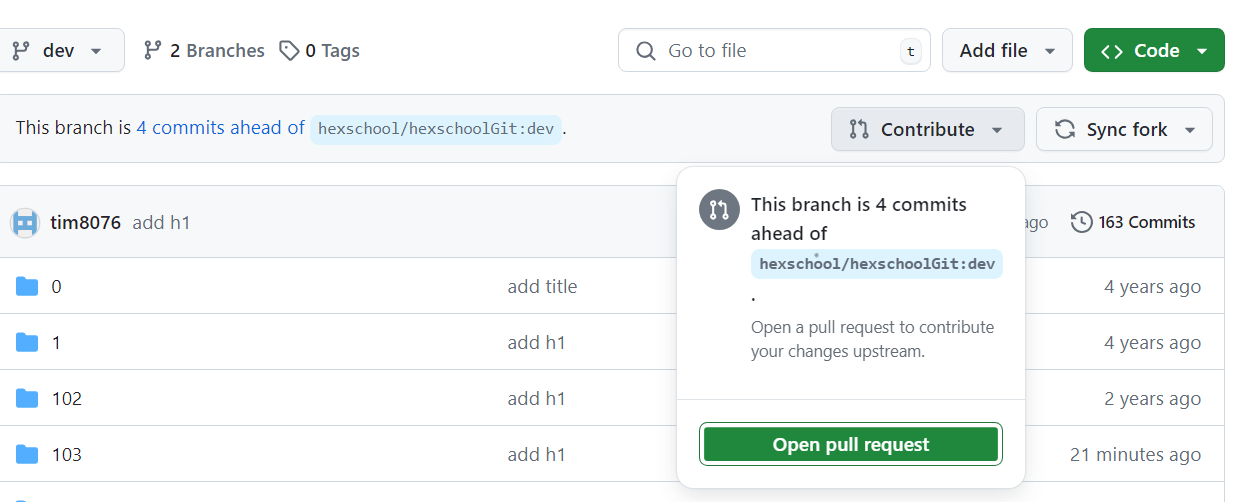 dev
2 Branches
0 Tags
Go to file
t
Add file
Code
This branch is 4 commits ahead of hexschool/hexschoolGit:dev.
Contribute
Sync fork
This branch is 4 commits
ahead of
hexschool/hexschoolGit:dev
.
Open a pull request to contribute
your changes upstream.
Open pull request
tim8076 add h1
ago
163 Commits
0 add title 4 years ago
1 add h1 4 years ago
102 add h1 2 years ago
103 add h1 21 minutes ago